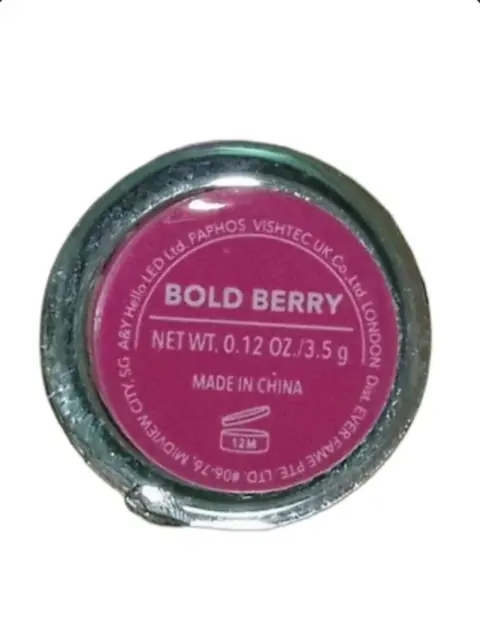 A&Y Hello LED Ltd. PAPHOS VISHTEC UK Co., Ltd. LONDON Dist. EVER FAME PTE. LTD. #06-76, MIDVIEW CITY, SG
BOLD BERRY
NET WT. 0.12 OZ./3.5 g
MADE IN CHINA
12M